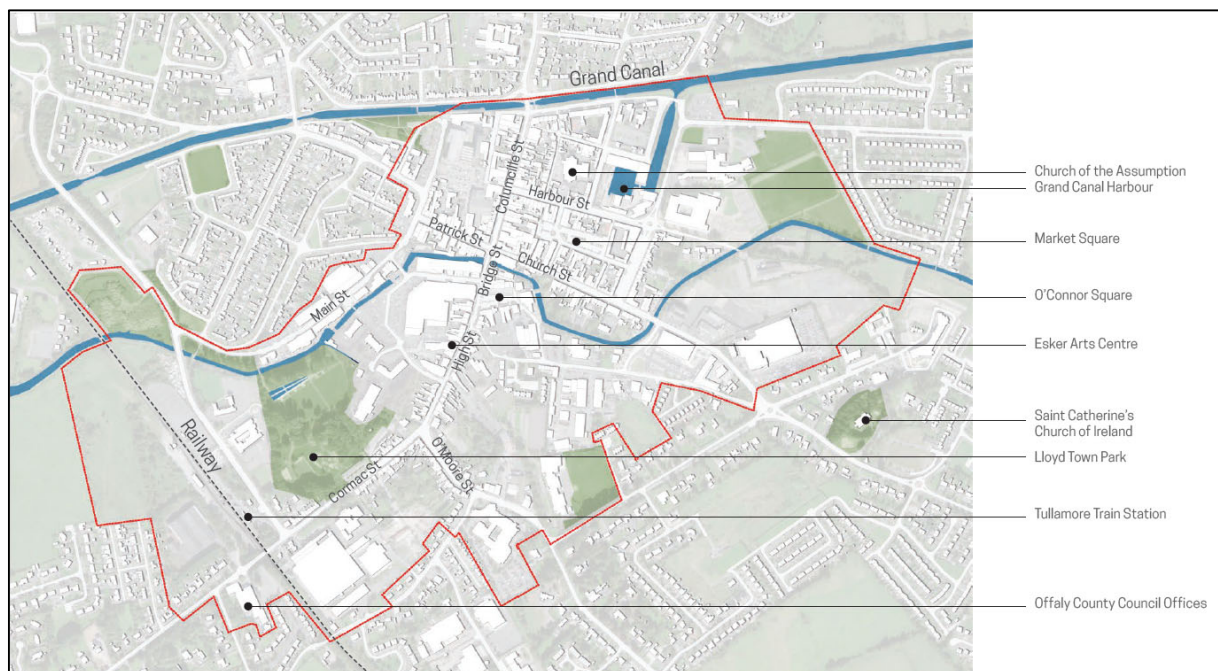 Grand Canal
Columcille St
Harbour St
Patrick St
Church St
Bridge St
Main St
High St
Railway
O'Moore St
Cormac St
Church of the Assumption
Grand Canal Harbour
Market Square
O'Connor Square
Esker Arts Centre
Saint Catherine's
Church of Ireland
Lloyd Town Park
Tullamore Train Station
Offaly County Council Offices